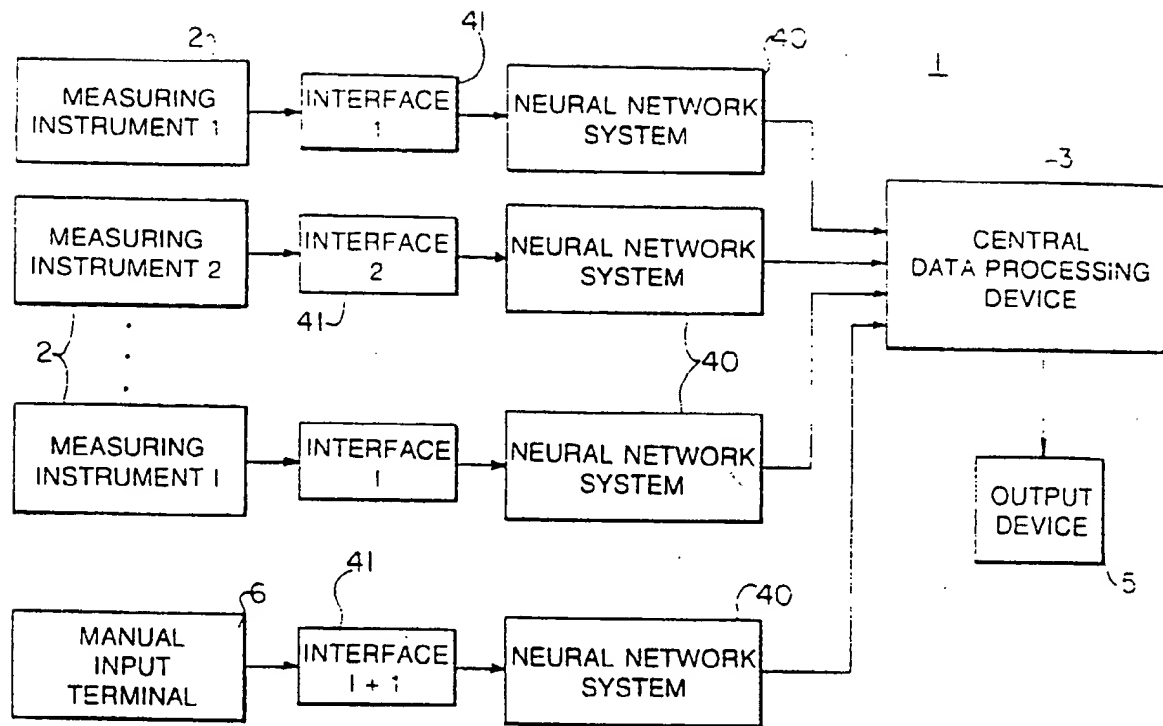 2
41
40
1
MEASURING
INSTRUMENT 1
INTERFACE
1
NEURAL NETWORK
SYSTEM
3
MEASURING
INSTRUMENT 2
INTERFACE
2
NEURAL NETWORK
SYSTEM
CENTRAL
DATA PROCESSING
DEVICE
41
2
40
MEASURING
INSTRUMENT I
INTERFACE
I
NEURAL NETWORK
SYSTEM
OUTPUT
DEVICE
5
6
41
40
MANUAL
INPUT
TERMINAL
INTERFACE
I + 1
NEURAL NETWORK
SYSTEM